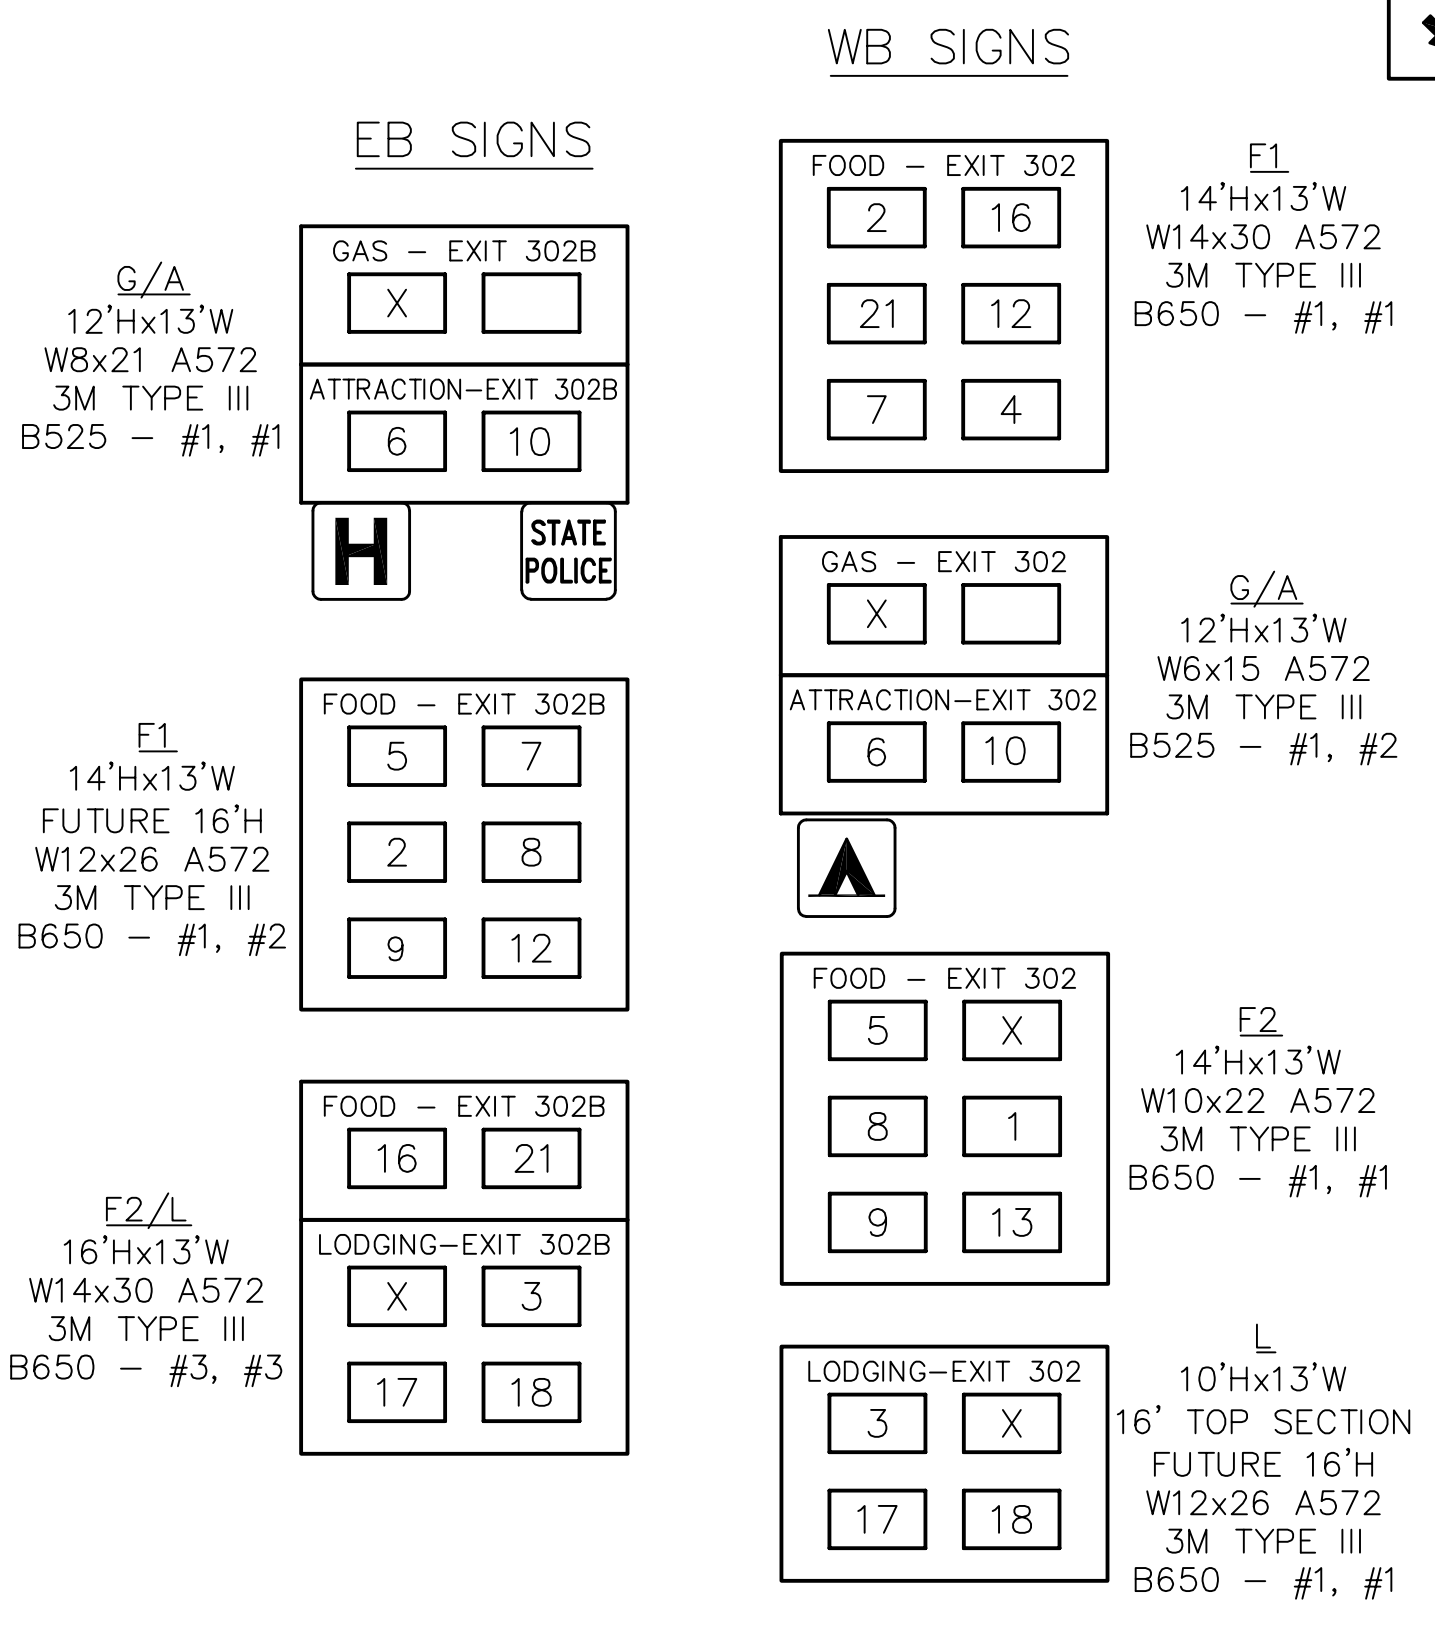 EB SIGNS
G/A
12'Hx13'W
W8x21 A572
3M TYPE III
B525 – #1, #1
GAS – EXIT 302B
X
ATTRACTION–EXIT 302B
6 10
H STATE
POLICE
F1
14'Hx13'W
FUTURE 16'H
W12x26 A572
3M TYPE III
B650 – #1, #2
FOOD – EXIT 302B
5 7
2 8
9 12
F2/L
16'Hx13'W
W14x30 A572
3M TYPE III
B650 – #3, #3
FOOD – EXIT 302B
16 21
LODGING–EXIT 302B
X 3
17 18
WB SIGNS
FOOD – EXIT 302
2 16
21 12
7 4
F1
14'Hx13'W
W14x30 A572
3M TYPE III
B650 – #1, #1
GAS – EXIT 302
X
ATTRACTION–EXIT 302
6 10
G/A
12'Hx13'W
W6x15 A572
3M TYPE III
B525 – #1, #2
FOOD – EXIT 302
5 X
8 1
9 13
F2
14'Hx13'W
W10x22 A572
3M TYPE III
B650 – #1, #1
LODGING–EXIT 302
3 X
17 18
L
10'Hx13'W
16' TOP SECTION
FUTURE 16'H
W12x26 A572
3M TYPE III
B650 – #1, #1